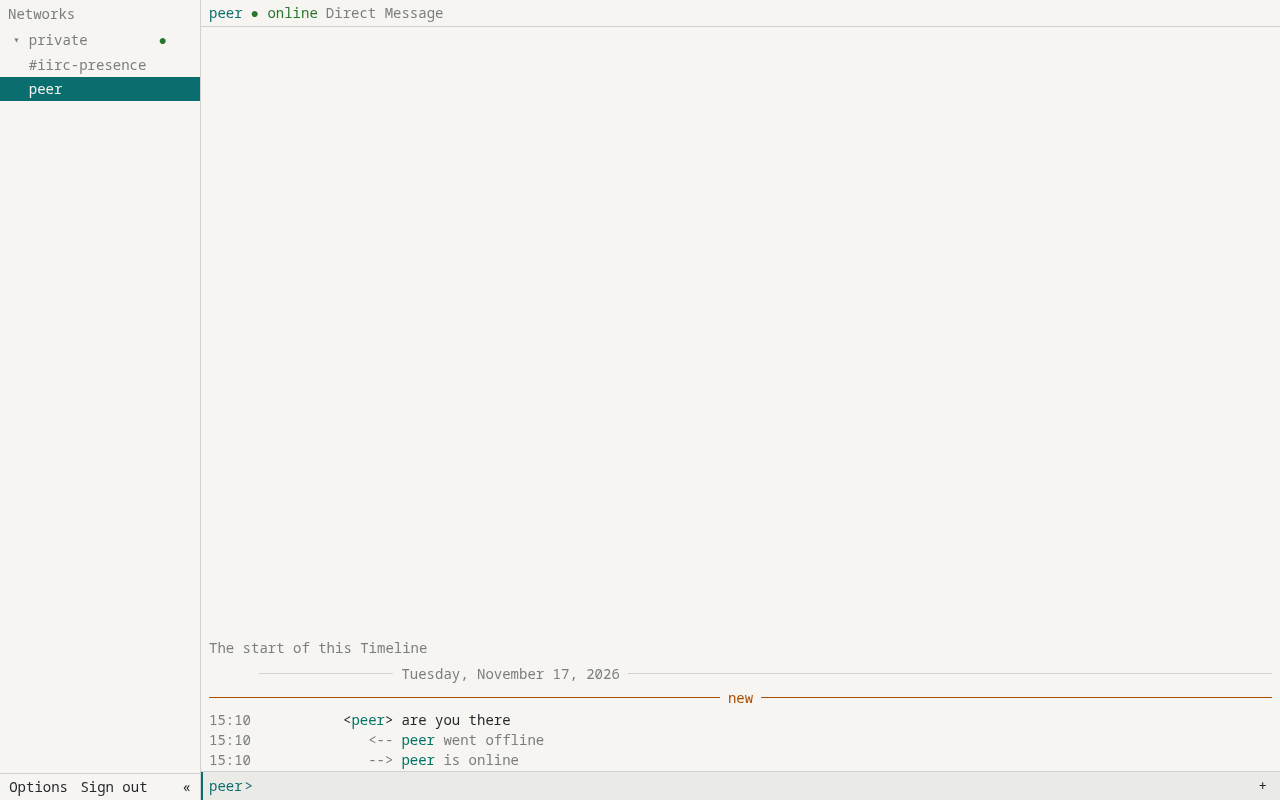 Networks
▾ private ●
#iirc-presence
peer
Options Sign out «
peer ● online Direct Message
The start of this Timeline
Tuesday, November 17, 2026
new
15:10 <peer> are you there
15:10 <-- peer went offline
15:10 --> peer is online
peer> +